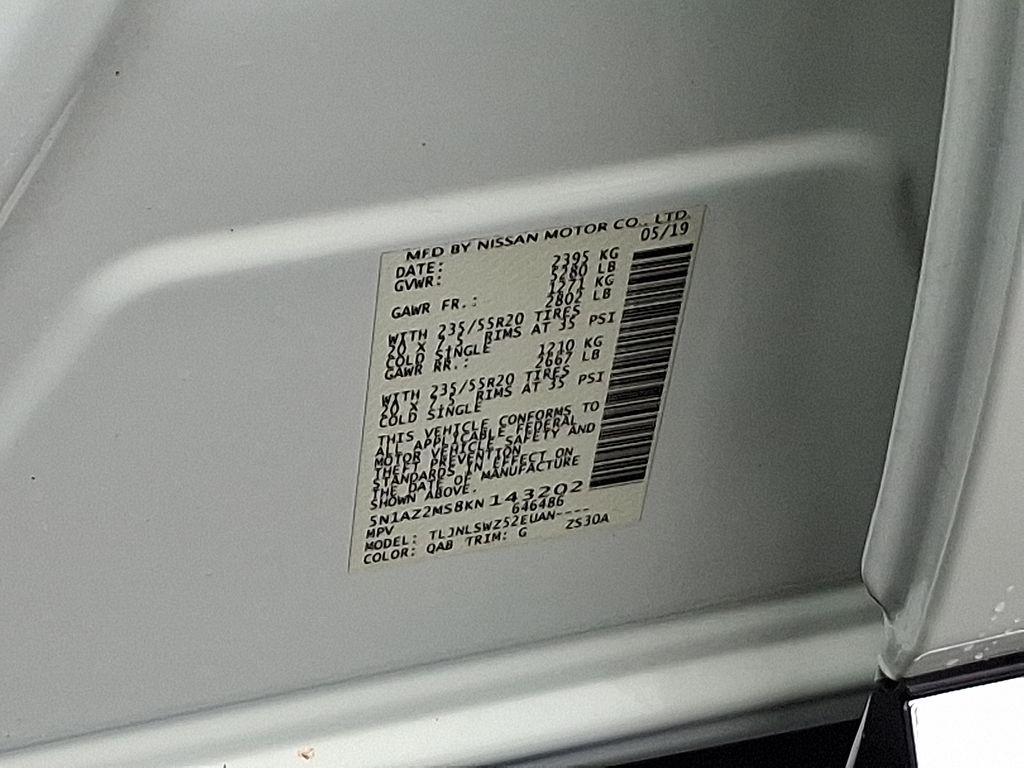 MFD BY NISSAN MOTOR CO., LTD.
DATE: 05/19
GVWR: 2395 KG
5280 LB
GAWR FR.: 1271 KG
2802 LB
WITH 235/55R20 TIRES
20 X 7.5 RIMS AT 35 PSI
COLD SINGLE
GAWR RR.: 1210 KG
2667 LB
WITH 235/55R20 TIRES
20 X 7.5 RIMS AT 35 PSI
COLD SINGLE
THIS VEHICLE CONFORMS TO
ALL APPLICABLE FEDERAL
MOTOR VEHICLE SAFETY AND
THEFT PREVENTION
STANDARDS IN EFFECT ON
THE DATE OF MANUFACTURE
SHOWN ABOVE.
5N1AZ2MS8KN143202
MPV 646486
MODEL: TLJNLSWZ52EUAN----
COLOR: QAB TRIM: G ZS30A